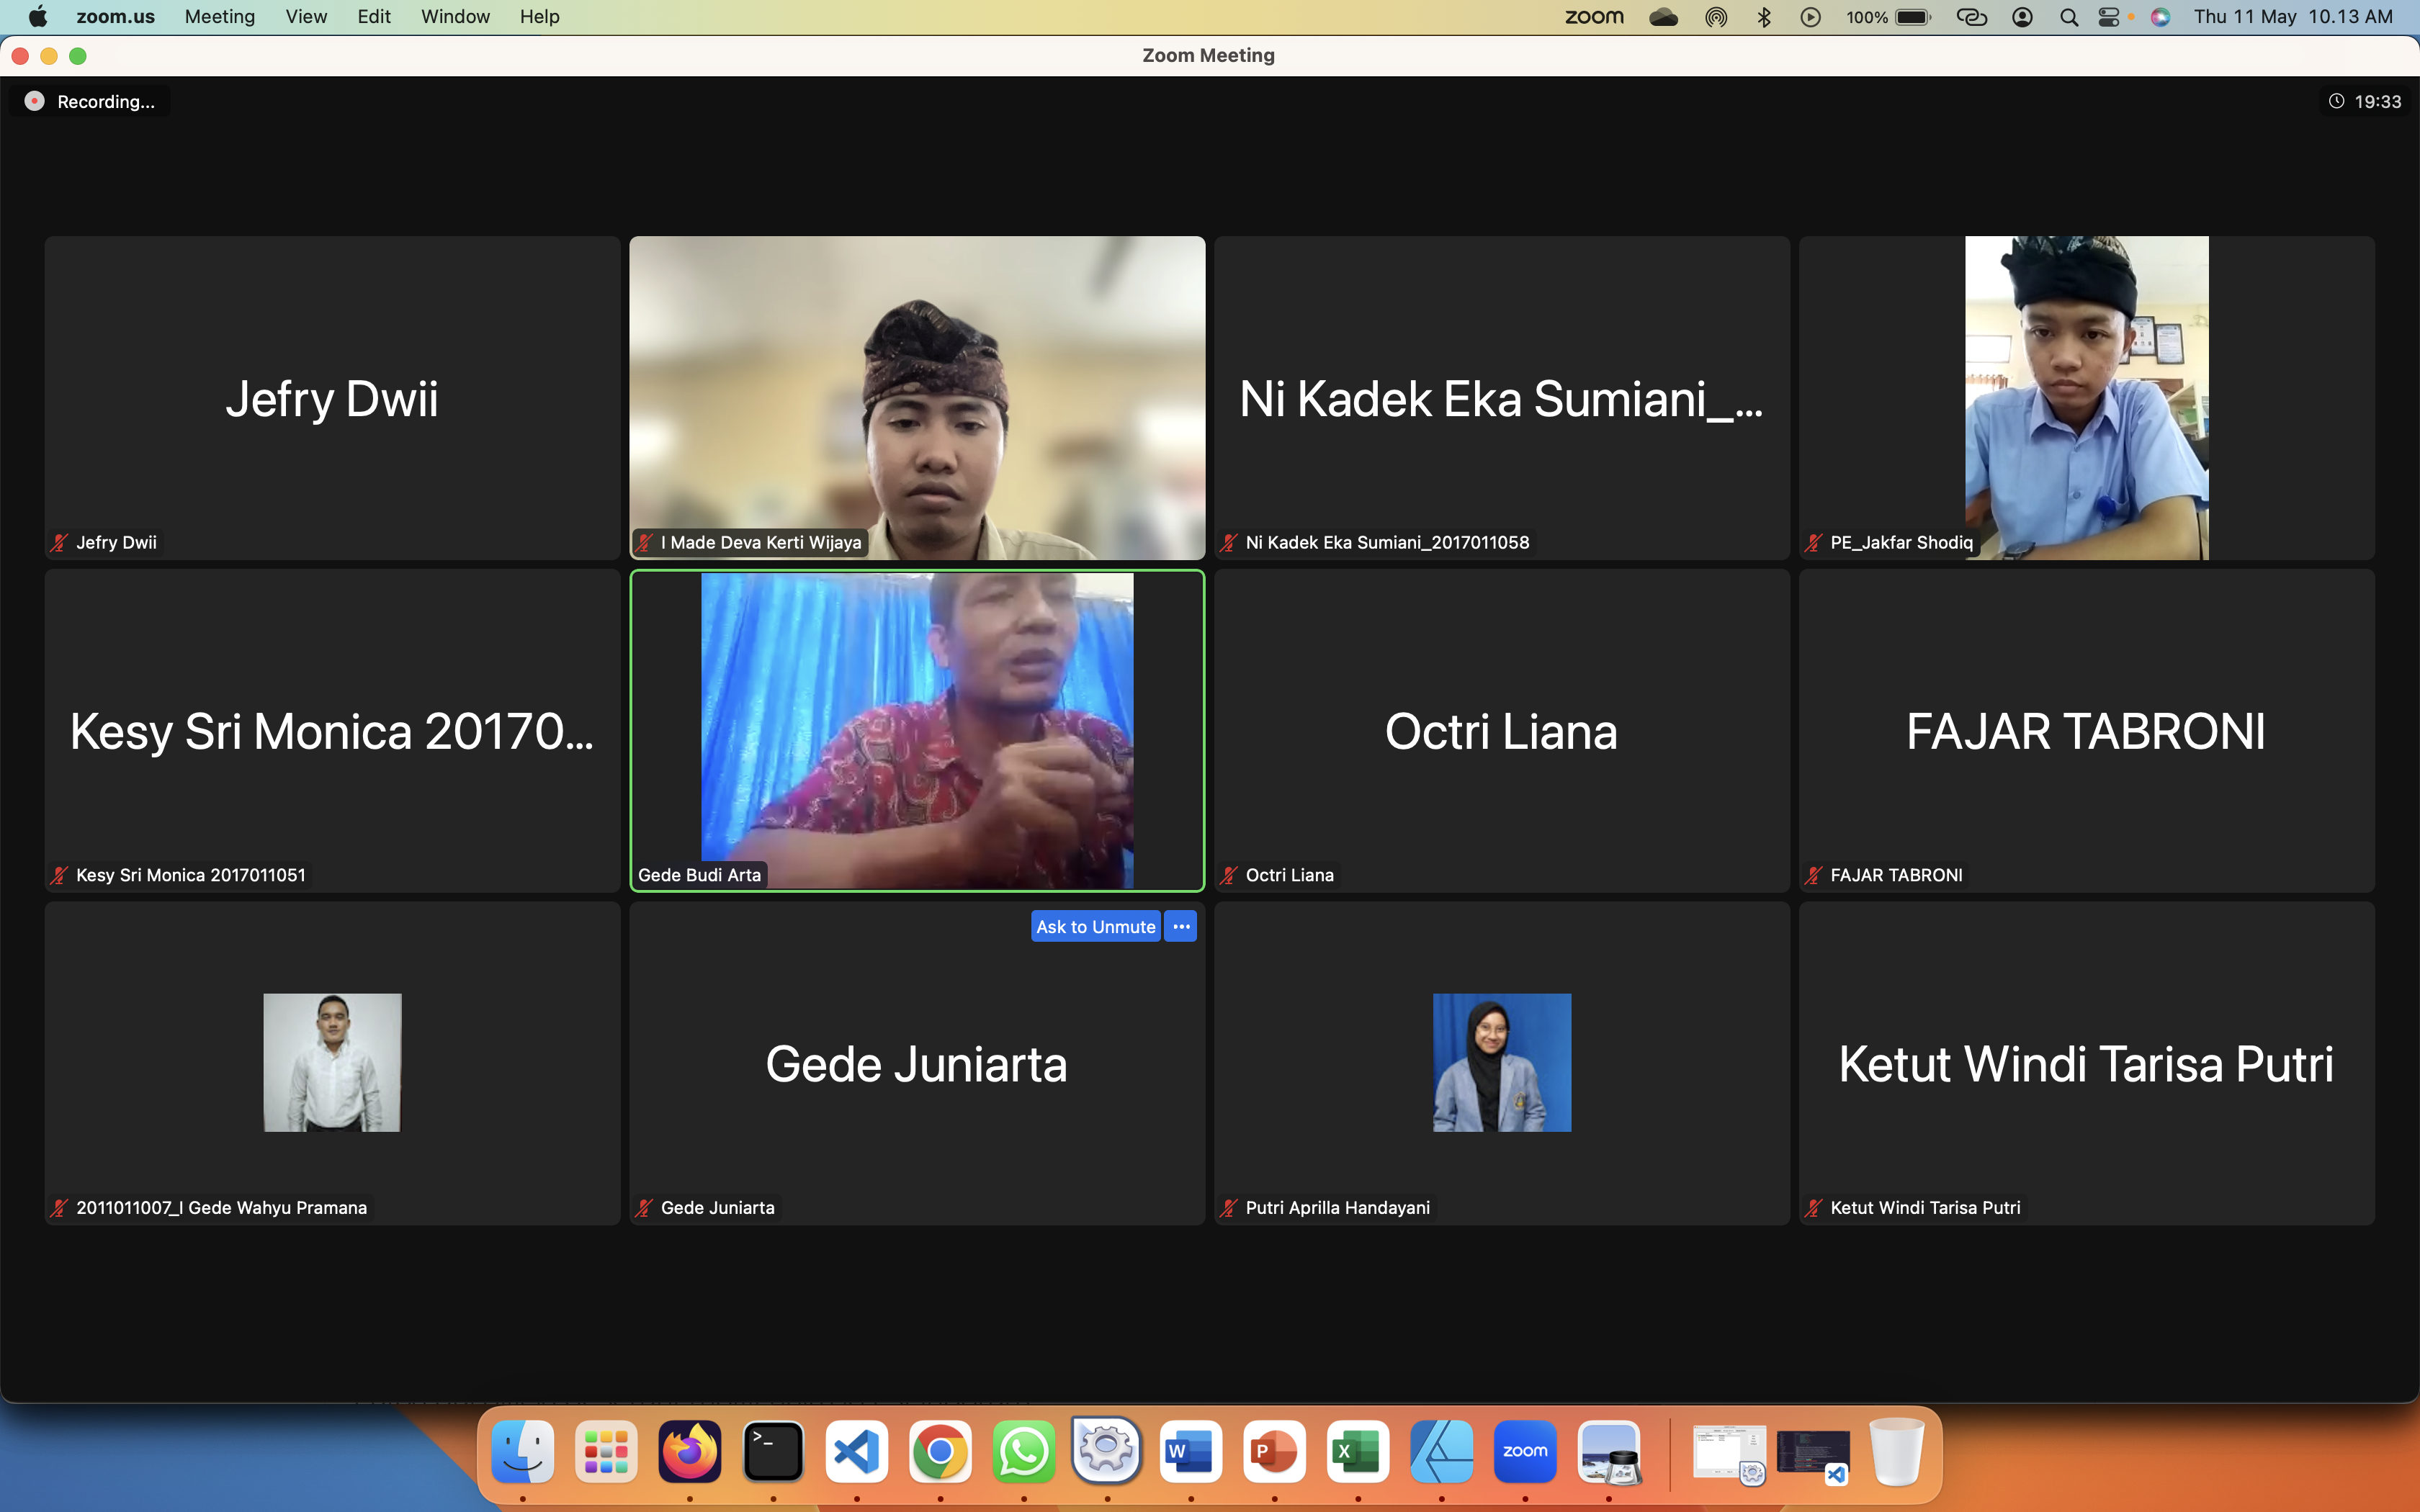 zoom.us Meeting View Edit Window Help
zoom 100% Thu 11 May 10.13 AM
Zoom Meeting
Recording...
19:33
Jefry Dwii
Jefry Dwii
I Made Deva Kerti Wijaya
Ni Kadek Eka Sumiani_...
Ni Kadek Eka Sumiani_2017011058
PE_Jakfar Shodiq
Kesy Sri Monica 20170...
Kesy Sri Monica 2017011051
Gede Budi Arta
Octri Liana
Octri Liana
FAJAR TABRONI
FAJAR TABRONI
2011011007_I Gede Wahyu Pramana
Ask to Unmute
Gede Juniarta
Gede Juniarta
Putri Aprilla Handayani
Ketut Windi Tarisa Putri
Ketut Windi Tarisa Putri
>_
W
P
X
zoom